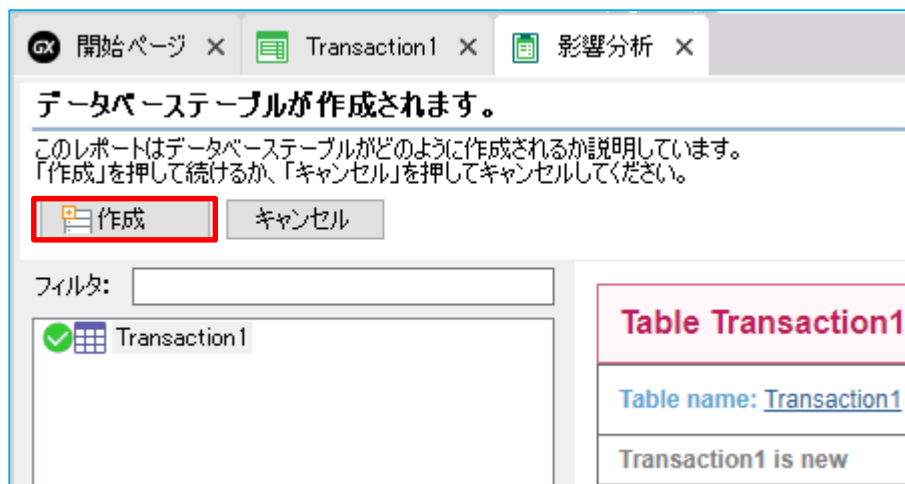 GX 開始ページ × Transaction1 × 影響分析 ×
データベーステーブルが作成されます。
このレポートはデータベーステーブルがどのように作成されるか説明しています。
「作成」を押して続けるか、「キャンセル」を押してキャンセルしてください。
作成 キャンセル
フィルタ:
Transaction1
Table Transaction1
Table name: Transaction1
Transaction1 is new